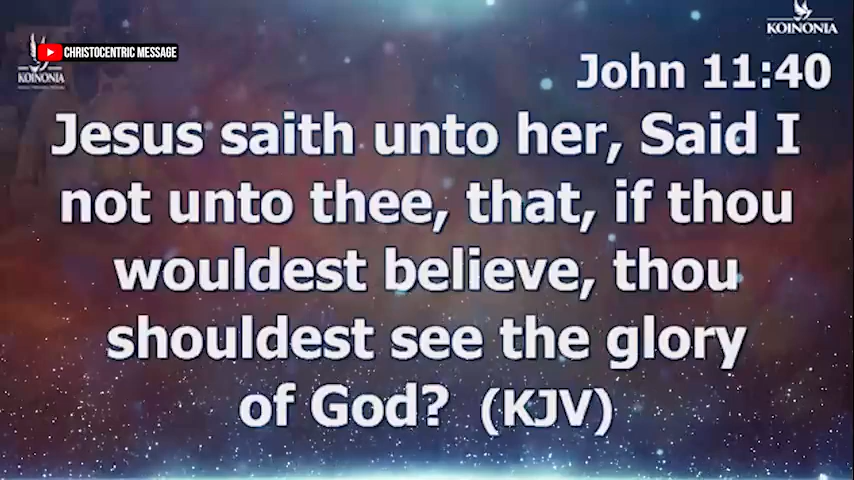 CHRISTOCENTRIC MESSAGE
KOINONIA
KOINONIA
John 11:40
Jesus saith unto her, Said I
not unto thee, that, if thou
wouldest believe, thou
shouldest see the glory
of God? (KJV)